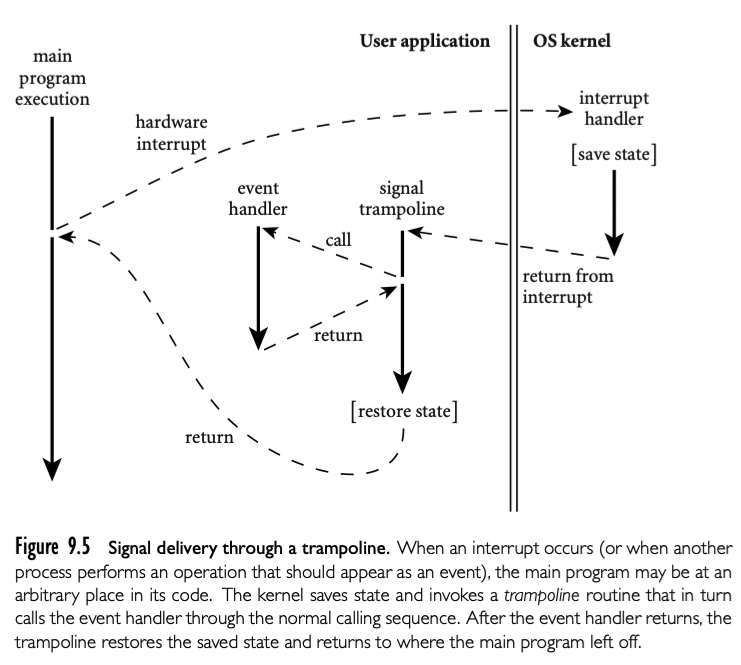 User application
OS kernel
main
program
execution
hardware
interrupt
interrupt
handler
[save state]
event
handler
signal
trampoline
call
return from
interrupt
return
[restore state]
return
Figure 9.5 Signal delivery through a trampoline. When an interrupt occurs (or when another
process performs an operation that should appear as an event), the main program may be at an
arbitrary place in its code. The kernel saves state and invokes a trampoline routine that in turn
calls the event handler through the normal calling sequence. After the event handler returns, the
trampoline restores the saved state and returns to where the main program left off.